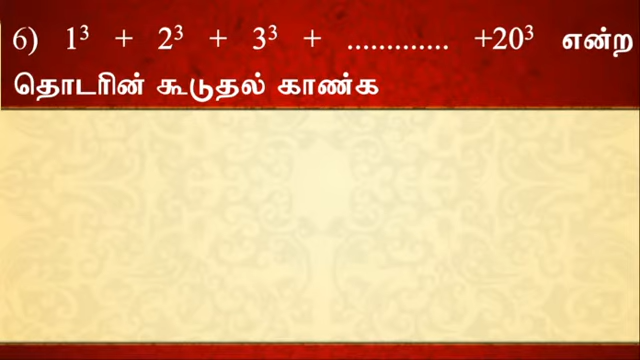 6) 1³ + 2³ + 3³ + ............. +20³ என்ற
தொடரின் கூடுதல் காண்க